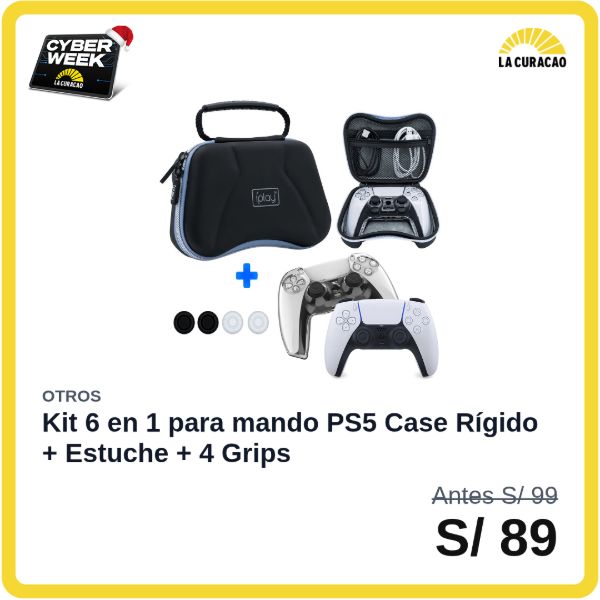 CYBER
WEEK
LA CURACAO
LA CURACAO
iplay
OTROS
Kit 6 en 1 para mando PS5 Case Rígido
+ Estuche + 4 Grips
Antes S/ 99
S/ 89